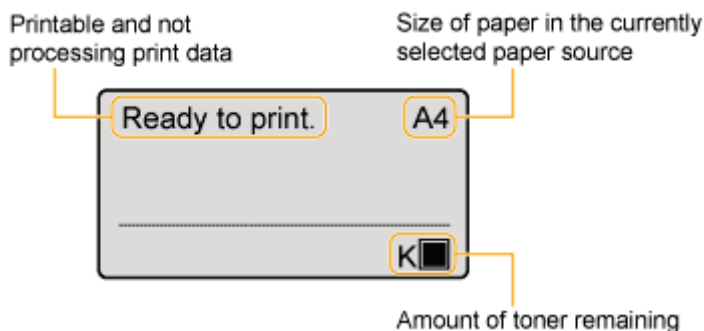 Printable and not
processing print data
Size of paper in the currently
selected paper source
Ready to print.
A4
K
Amount of toner remaining